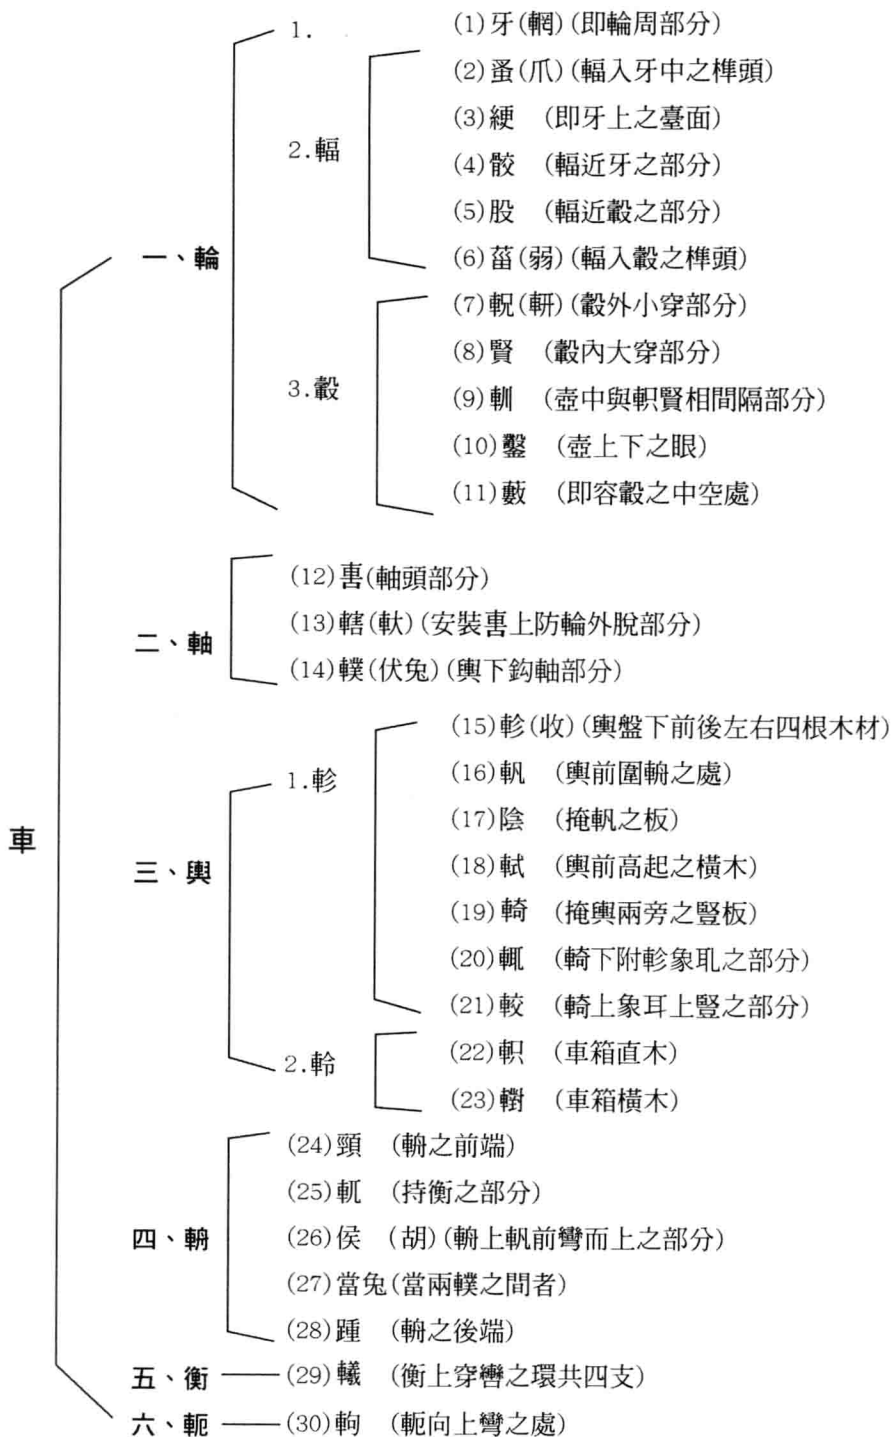 車
一、輪
1.
(1)牙(輞)(即輪周部分)
2.輻
(2)蚤(爪)(輻入牙中之榫頭)
(3)綆 (即牙上之臺面)
(4)骹 (輻近牙之部分)
(5)股 (輻近轂之部分)
(6)菑(弱)(輻入轂之榫頭)
3.轂
(7)軹(軒)(轂外小穿部分)
(8)賢 (轂內大穿部分)
(9)軕 (壺中與軹賢相間隔部分)
(10)鑿 (壺上下之眼)
(11)藪 (即容轂之中空處)
二、軸
(12)軎(軸頭部分)
(13)轄(軑)(安裝軎上防輪外脫部分)
(14)轐(伏兔)(輿下鈎軸部分)
三、輿
1.軫
(15)軫(收)(輿盤下前後左右四根木材)
(16)軓 (輿前圍輈之處)
(17)陰 (掩軓之板)
(18)軾 (輿前高起之橫木)
(19)輢 (掩輿兩旁之豎板)
(20)輒 (輢下附軫象耴之部分)
(21)較 (輢上象耳上豎之部分)
2.軨
(22)軹 (車箱直木)
(23)轛 (車箱橫木)
四、輈
(24)頸 (輈之前端)
(25)軏 (持衡之部分)
(26)侯 (胡)(輈上軓前彎而上之部分)
(27)當兔(當兩轐之間者)
(28)踵 (輈之後端)
五、衡
(29)轙 (衡上穿轡之環共四支)
六、軛
(30)軥 (軛向上彎之處)